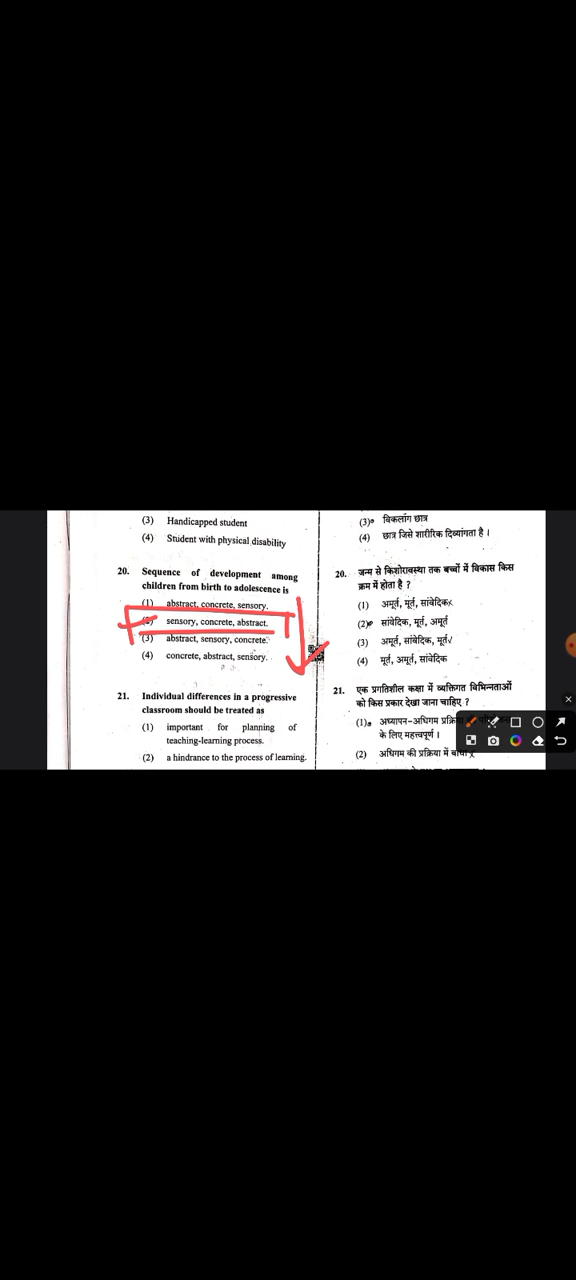 (3) Handicapped student
(4) Student with physical disability
20. Sequence of development among
children from birth to adolescence is
(1) abstract, concrete, sensory.
(2) sensory, concrete, abstract.
(3) abstract, sensory, concrete.
(4) concrete, abstract, sensory.
21. Individual differences in a progressive
classroom should be treated as
(1) important for planning of
teaching-learning process.
(2) a hindrance to the process of learning.
(3) विकलाँग छात्र
(4) छात्र जिसे शारीरिक दिव्यांगता है ।
20. जन्म से किशोरावस्था तक बच्चों में विकास किस
क्रम में होता है ?
(1) अमूर्त, मूर्त, सांवेदिक
(2) सांवेदिक, मूर्त, अमूर्त
(3) अमूर्त, सांवेदिक, मूर्त
(4) मूर्त, अमूर्त, सांवेदिक
21. एक प्रगतिशील कक्षा में व्यक्तिगत विभिन्नताओं
को किस प्रकार देखा जाना चाहिए ?
(1) अध्यापन-अधिगम प्रक्रिया
के लिए महत्त्वपूर्ण ।
(2) अधिगम की प्रक्रिया में बाधा